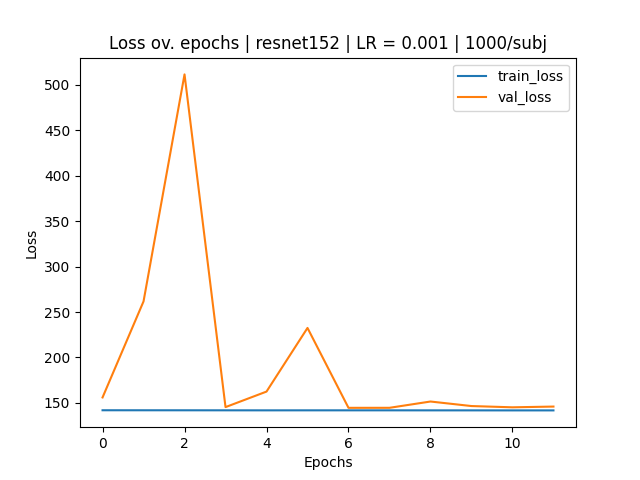 Loss ov. epochs | resnet152 | LR = 0.001 | 1000/subj
train_loss
val_loss
500
450
400
350
300
250
200
150
Loss
0 2 4 6 8 10
Epochs